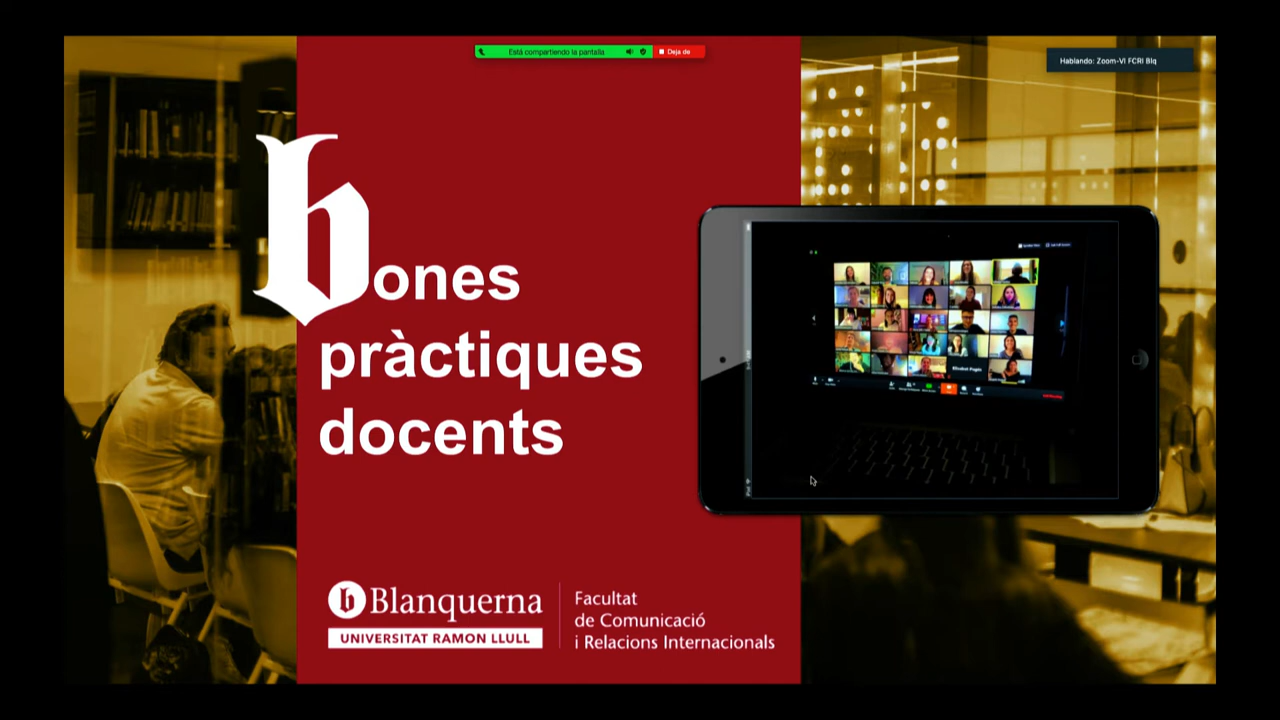 Está compartiendo la pantalla
Deja de
Hablando: Zoom-VI FCRI Blq
bones
pràctiques
docents
b Blanquerna
UNIVERSITAT RAMON LLULL
Facultat
de Comunicació
i Relacions Internacionals